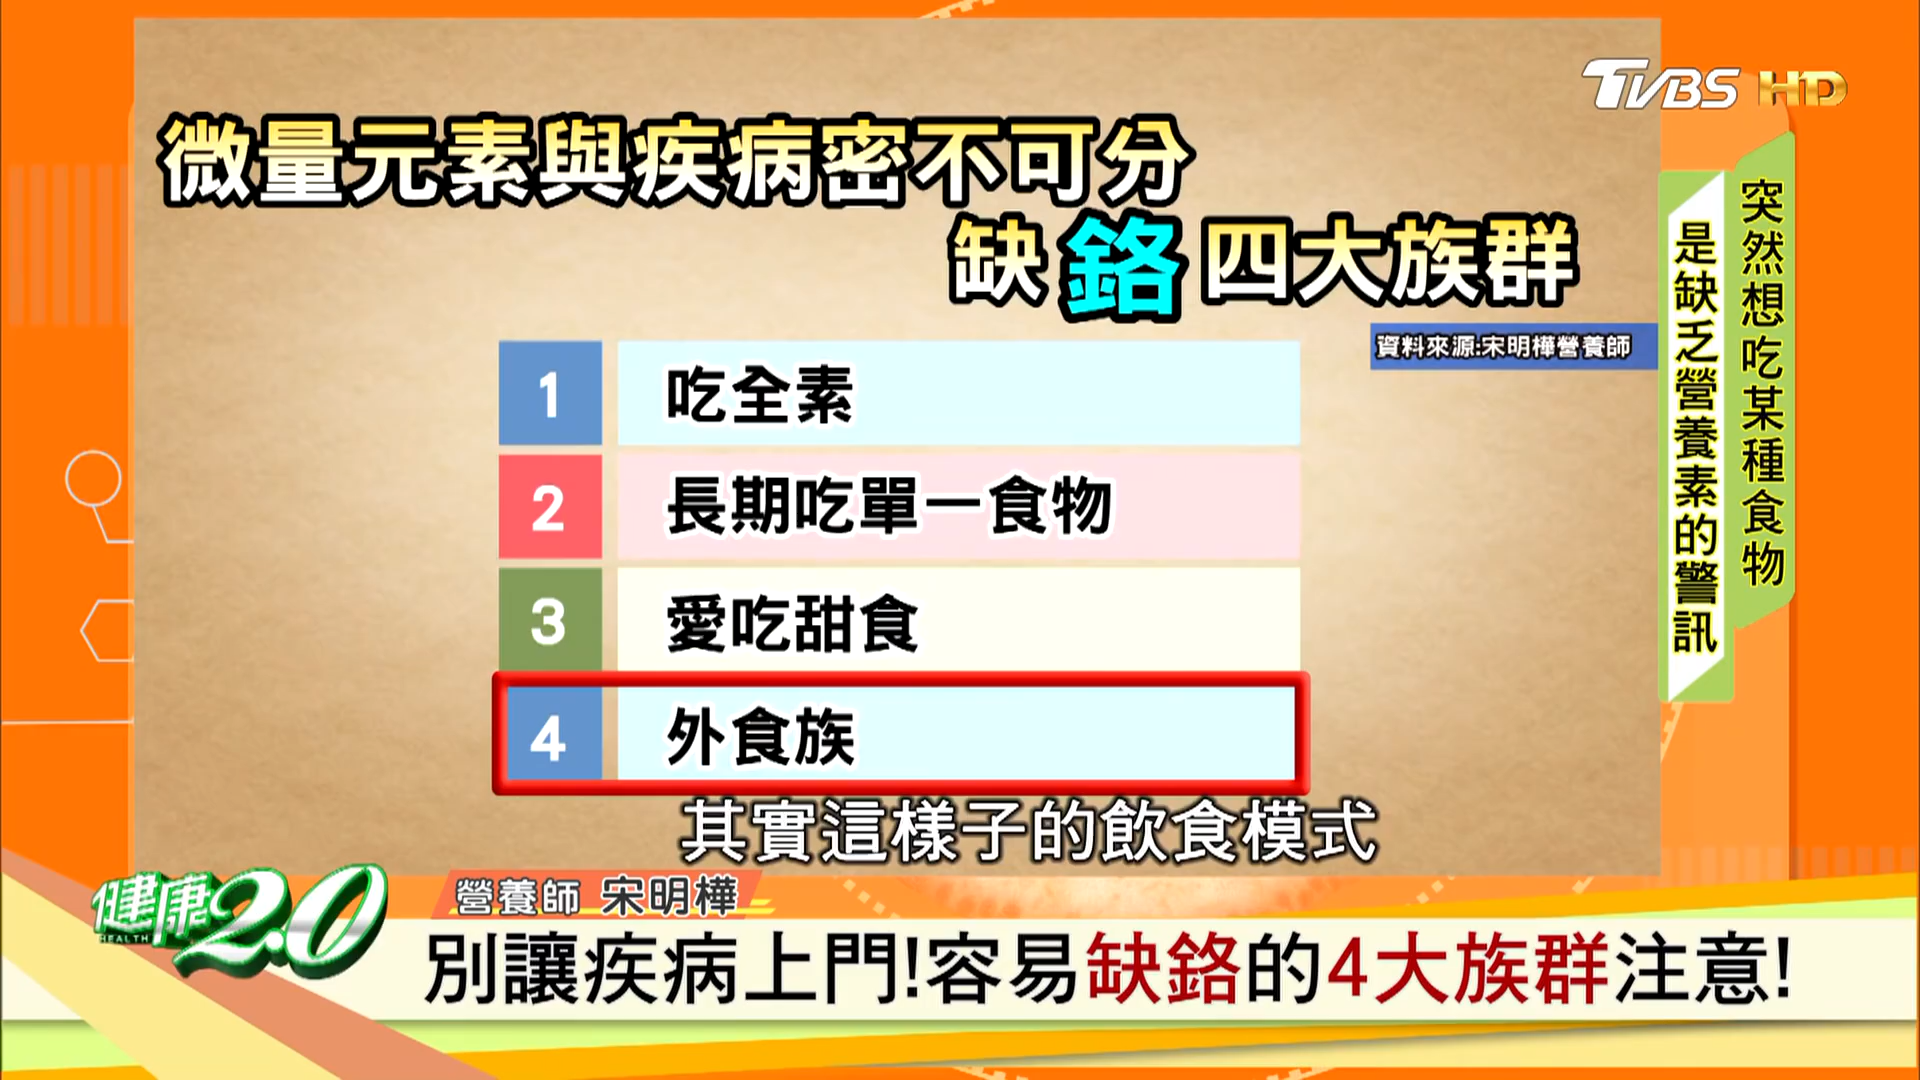 TVBS HD
微量元素與疾病密不可分
缺鉻四大族群
資料來源:宋明樺營養師
突然想吃某種食物
是缺乏營養素的警訊
1 吃全素
2 長期吃單一食物
3 愛吃甜食
4 外食族
其實這樣子的飲食模式
健康2.0
HEALTH
營養師 宋明樺
別讓疾病上門!容易缺鉻的4大族群注意!